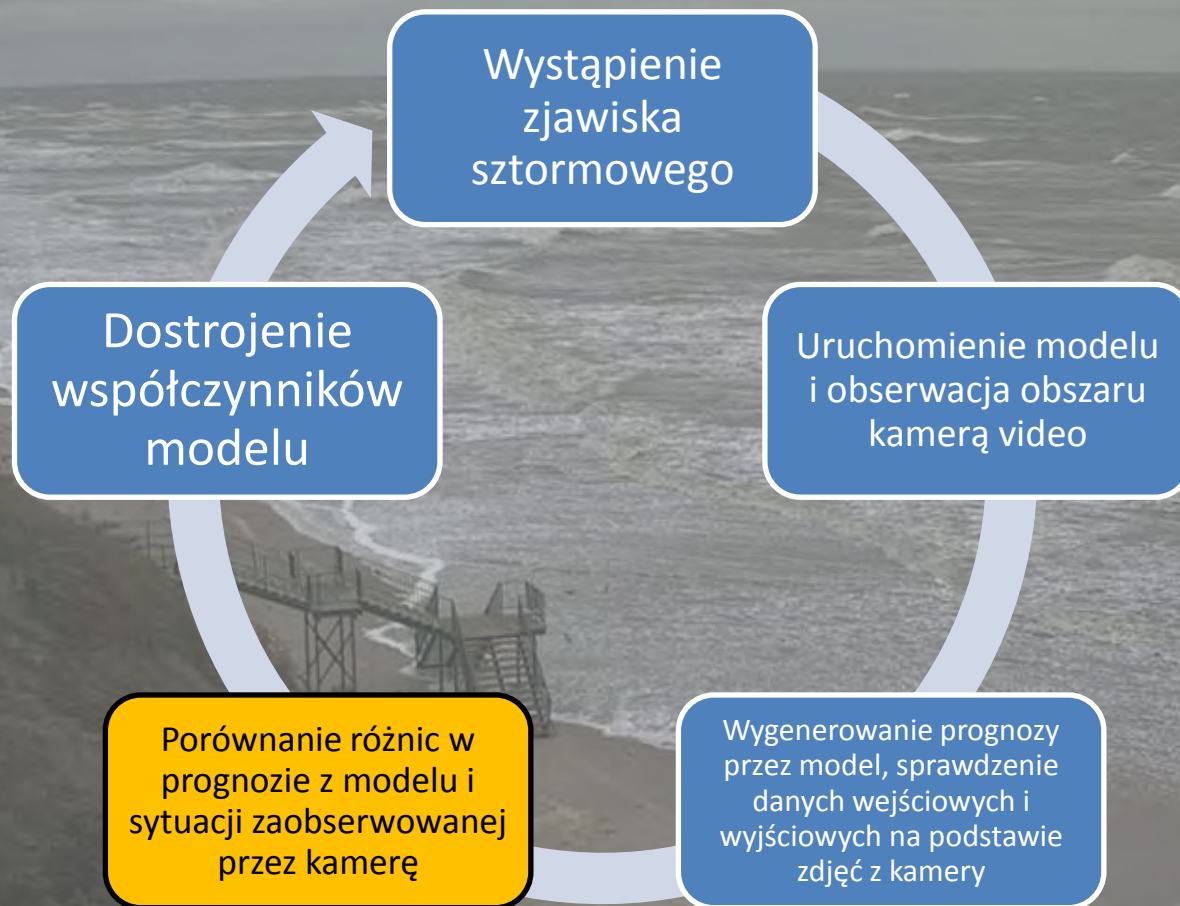 Wystąpienie
zjawiska
sztormowego
Uruchomienie modelu
i obserwacja obszaru
kamerą video
Wygenerowanie prognozy
przez model, sprawdzenie
danych wejściowych i
wyjściowych na podstawie
zdjęć z kamery
Porównanie różnic w
prognozie z modelu i
sytuacji zaobserwowanej
przez kamerę
Dostrojenie
współczynników
modelu